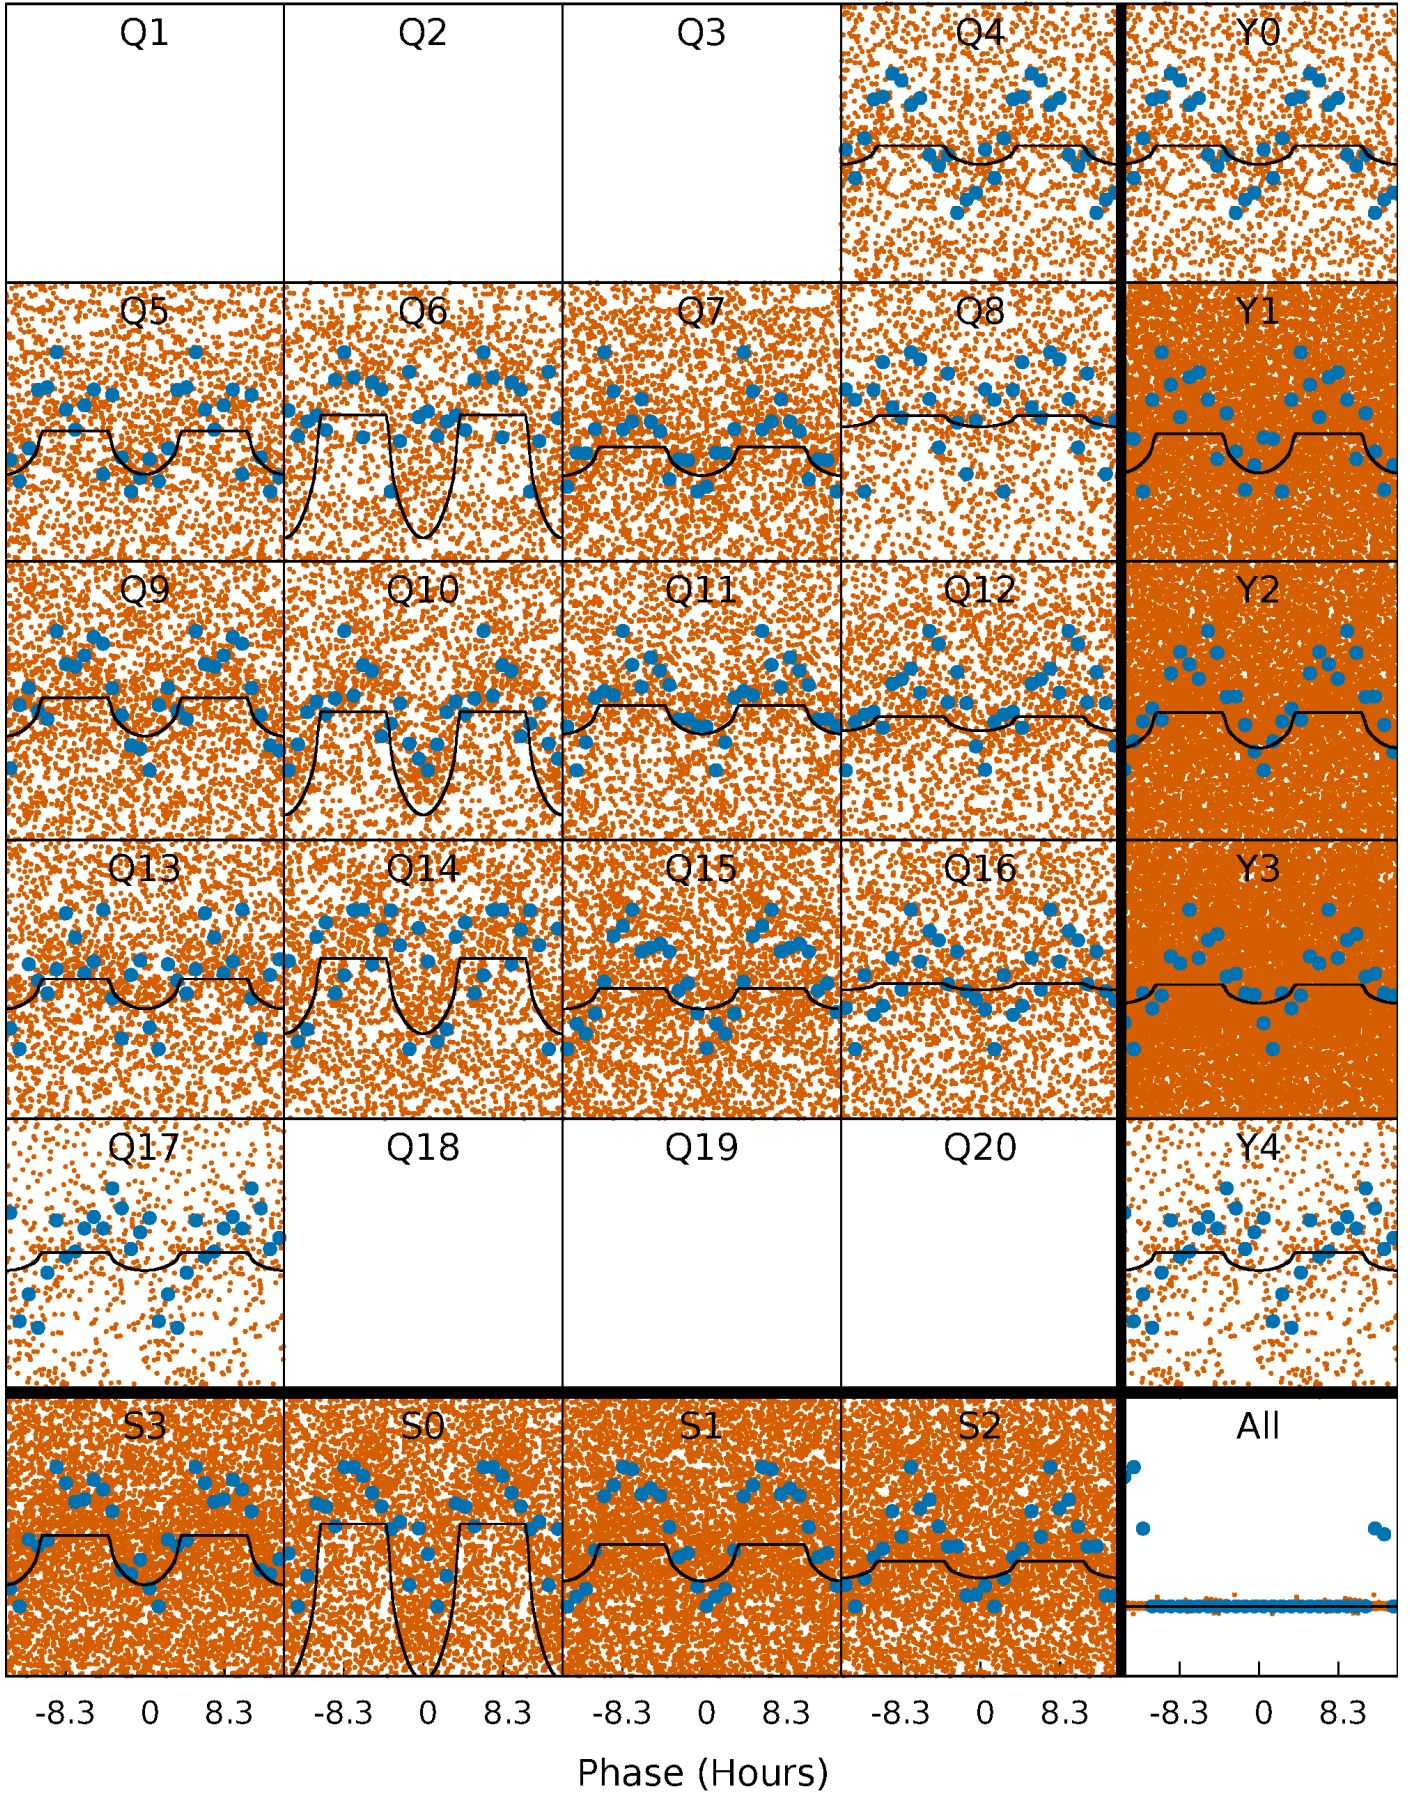 Q1 Q2 Q3 Q4 Y0
Q5 Q6 Q7 Q8 Y1
Q9 Q10 Q11 Q12 Y2
Q13 Q14 Q15 Q16 Y3
Q17 Q18 Q19 Q20 Y4
S3 S0 S1 S2 All
-8.3 0 8.3 -8.3 0 8.3 -8.3 0 8.3 -8.3 0 8.3 -8.3 0 8.3
Phase (Hours)